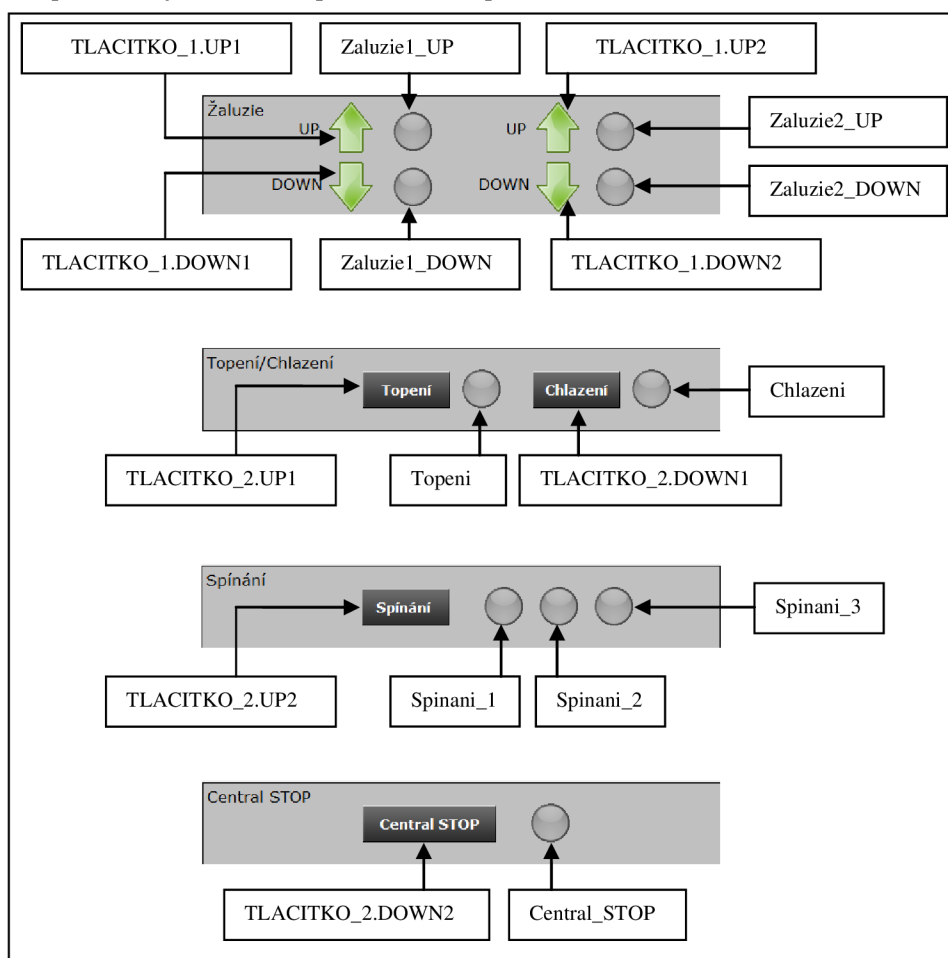 TLACITKO_1.UP1
Zaluzie1_UP
TLACITKO_1.UP2
Žaluzie
UP
UP
Zaluzie2_UP
DOWN
DOWN
Zaluzie2_DOWN
TLACITKO_1.DOWN1
Zaluzie1_DOWN
TLACITKO_1.DOWN2
Topení/Chlazení
Topení
Chlazení
Chlazeni
TLACITKO_2.UP1
Topeni
TLACITKO_2.DOWN1
Spínání
Spínání
Spinani_3
TLACITKO_2.UP2
Spinani_1
Spinani_2
Central STOP
Central STOP
TLACITKO_2.DOWN2
Central_STOP